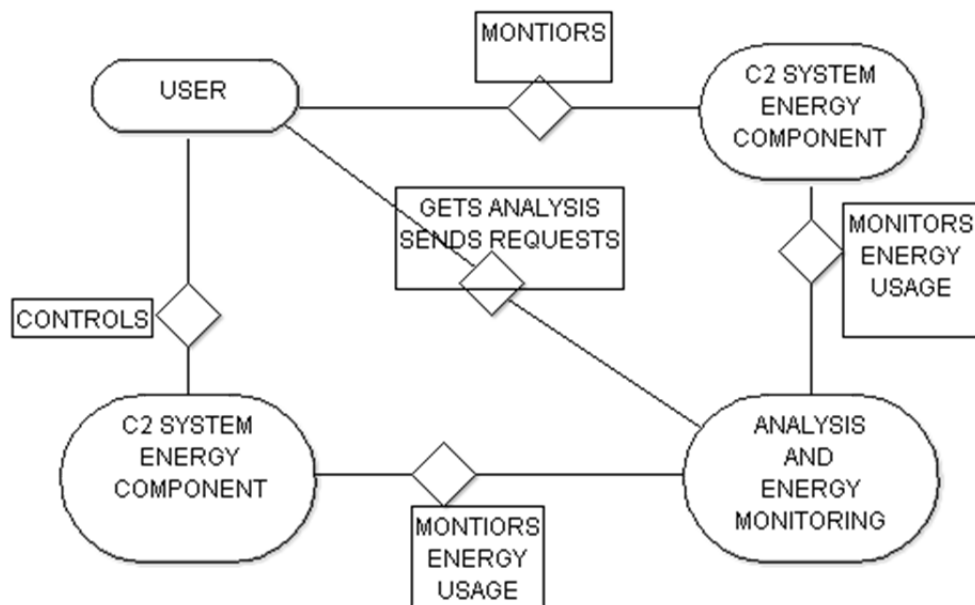 MONTIORS
USER
C2 SYSTEM
ENERGY
COMPONENT
GETS ANALYSIS
SENDS REQUESTS
MONITORS
ENERGY
USAGE
CONTROLS
C2 SYSTEM
ENERGY
COMPONENT
ANALYSIS
AND
ENERGY
MONITORING
MONTIORS
ENERGY
USAGE